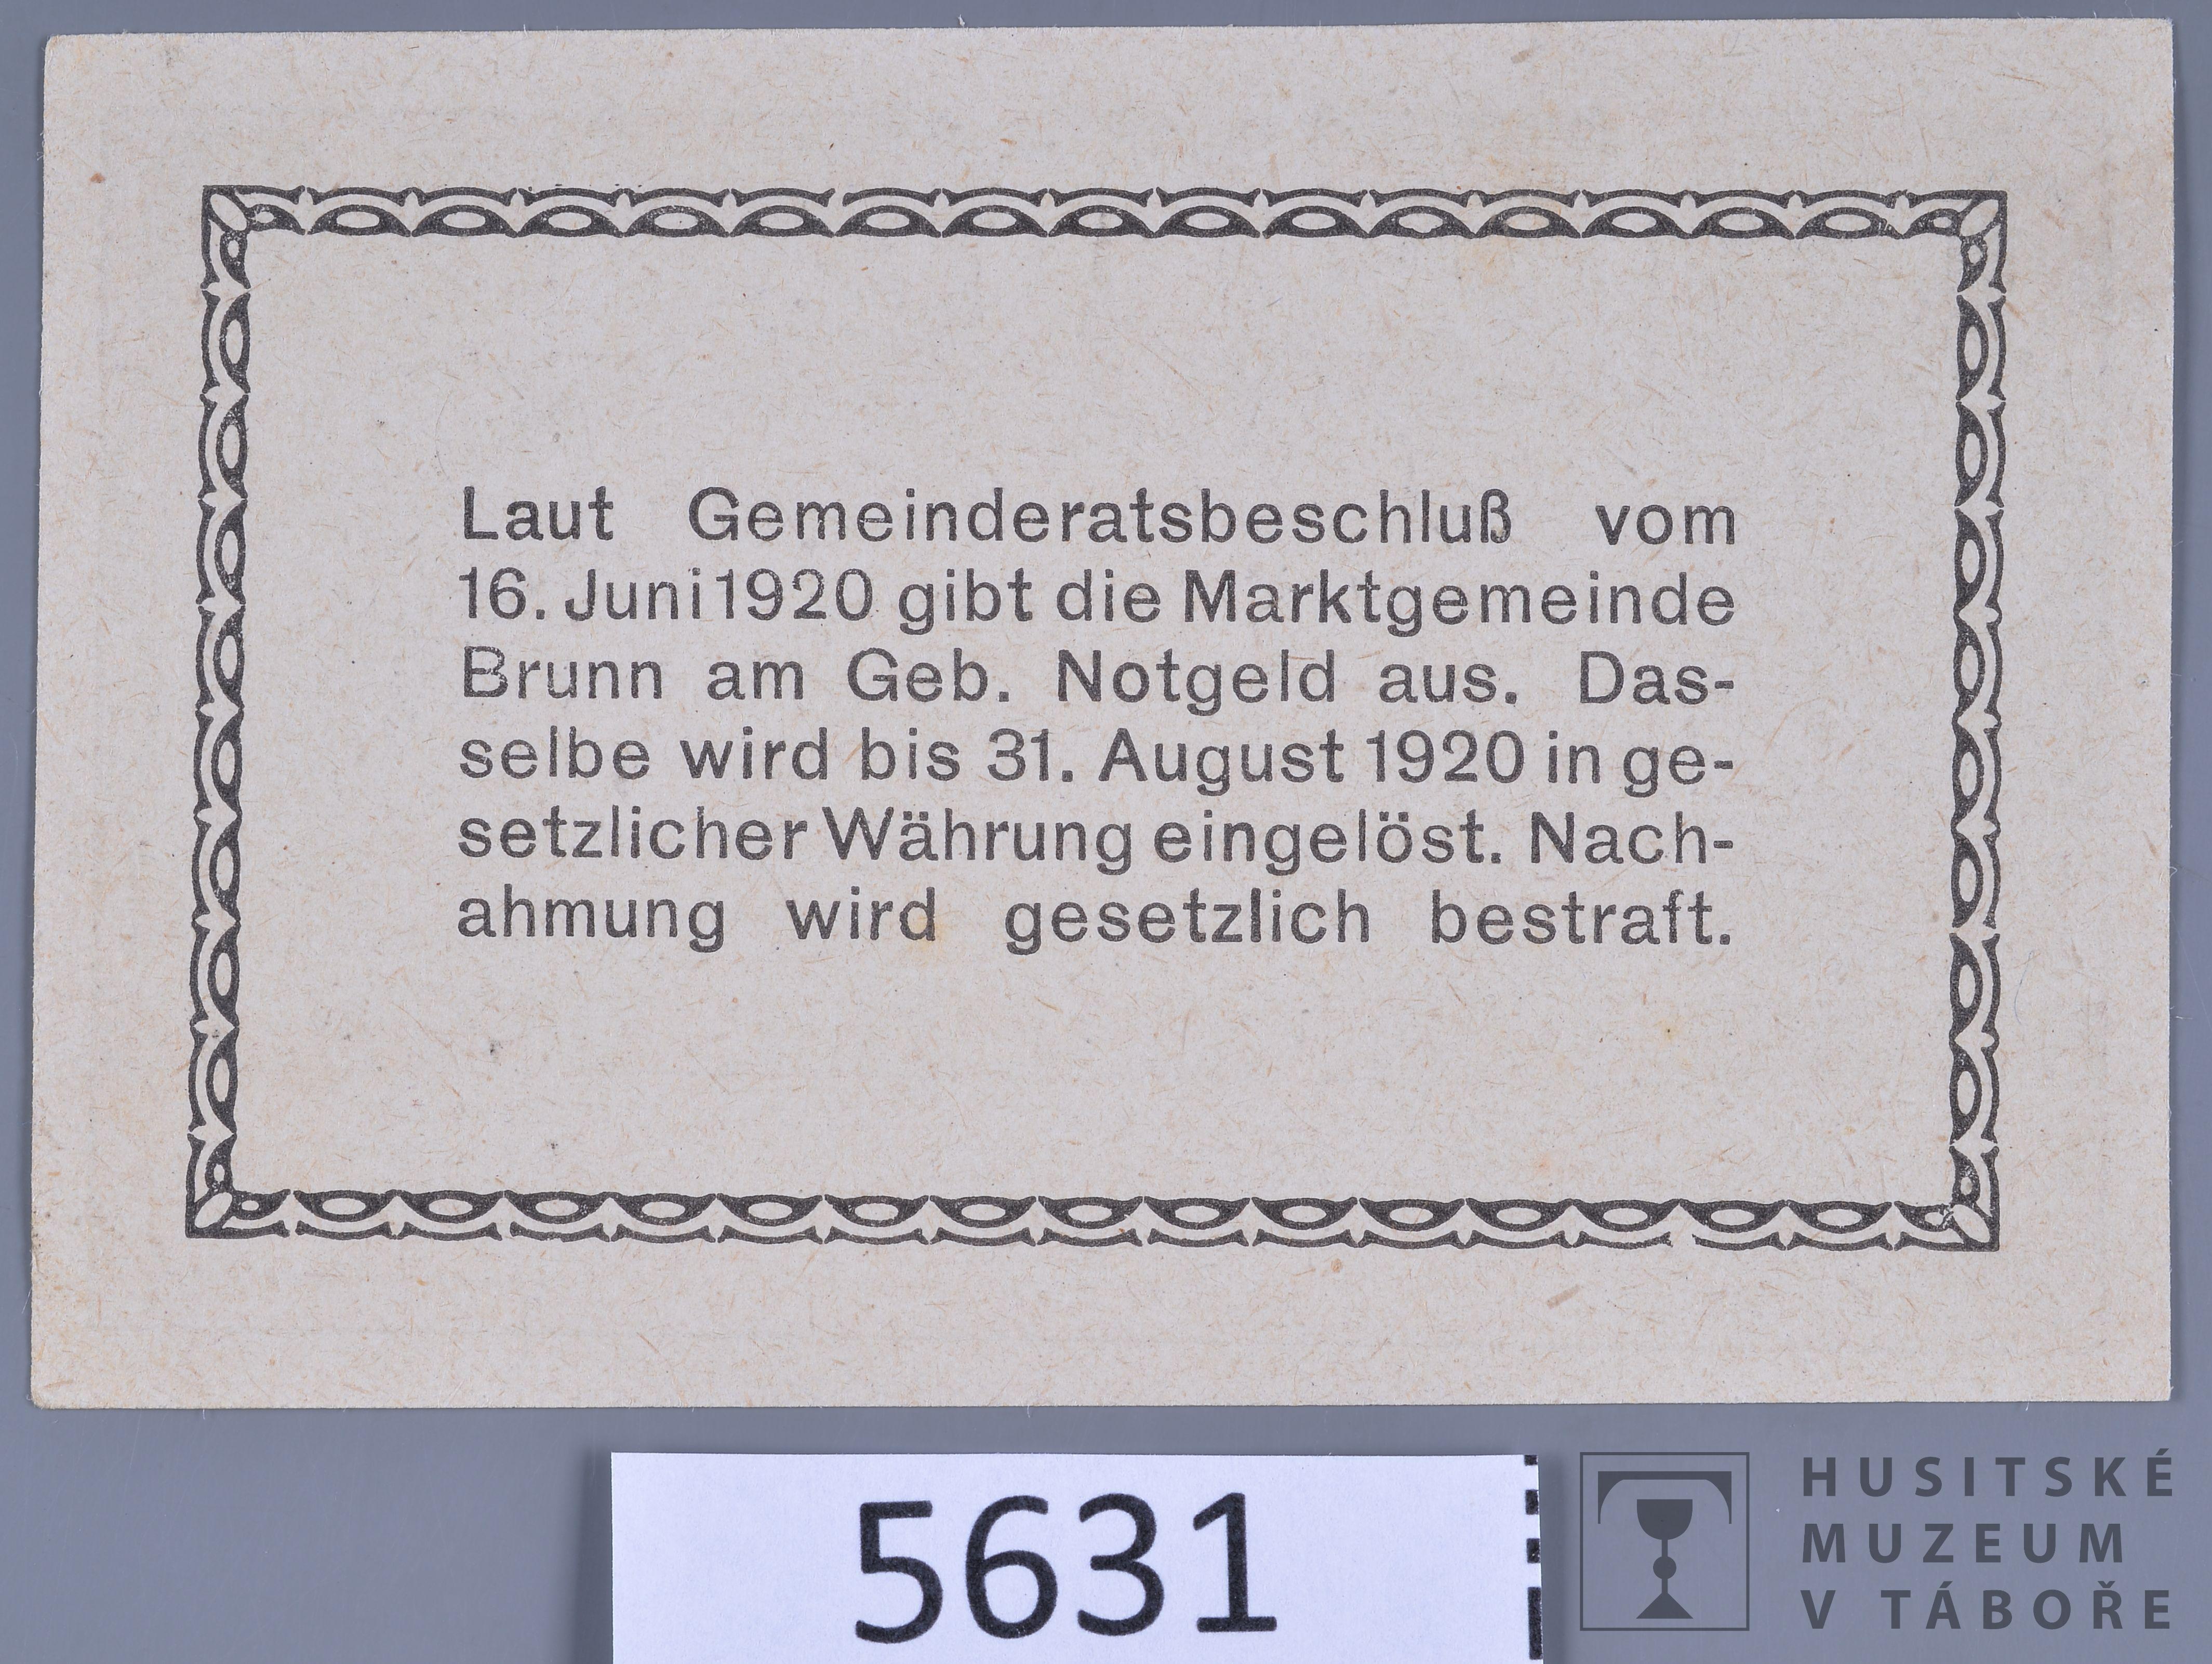 Laut Gemeinderatsbeschluß vom
16. Juni 1920 gibt die Marktgemeinde
Brunn am Geb. Notgeld aus. Das-
selbe wird bis 31. August 1920 in ge-
setzlicher Währung eingelöst. Nach-
ahmung wird gesetzlich bestraft.
5631
HUSITSKÉ
MUZEUM
V TÁBOŘE